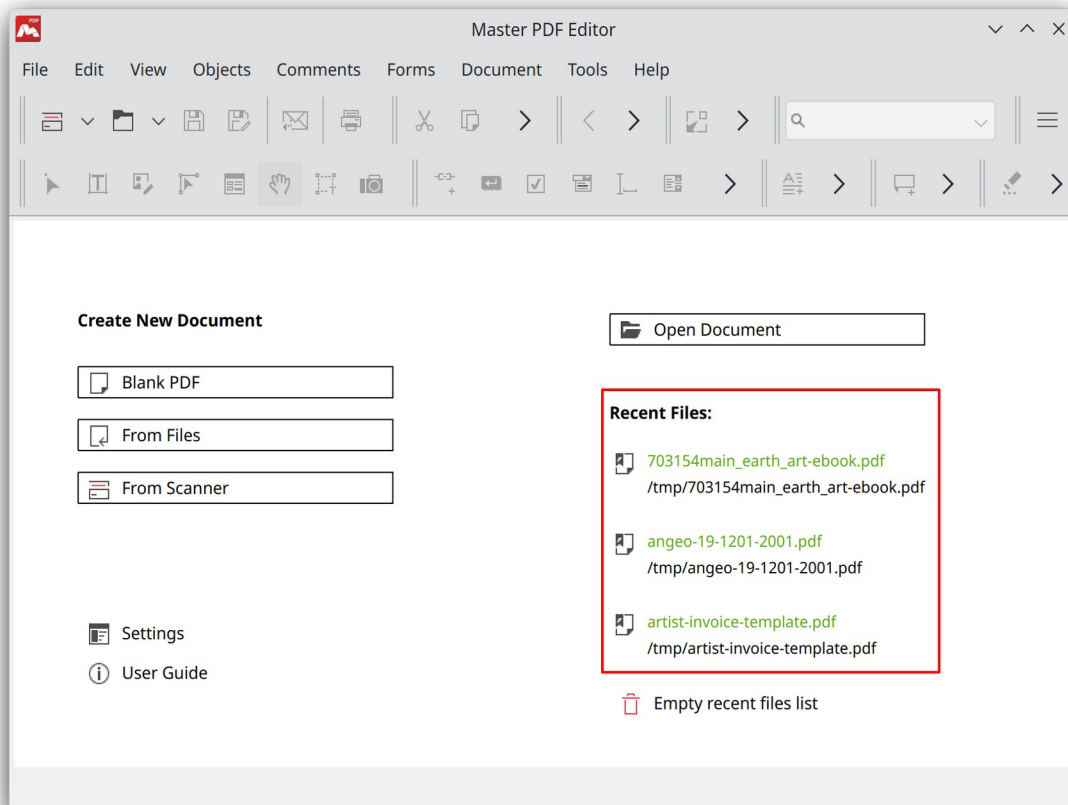 PDF
Master PDF Editor
File Edit View Objects Comments Forms Document Tools Help
Create New Document
Blank PDF
From Files
From Scanner
Settings
User Guide
Open Document
Recent Files:
703154main_earth_art-ebook.pdf
/tmp/703154main_earth_art-ebook.pdf
angeo-19-1201-2001.pdf
/tmp/angeo-19-1201-2001.pdf
artist-invoice-template.pdf
/tmp/artist-invoice-template.pdf
Empty recent files list